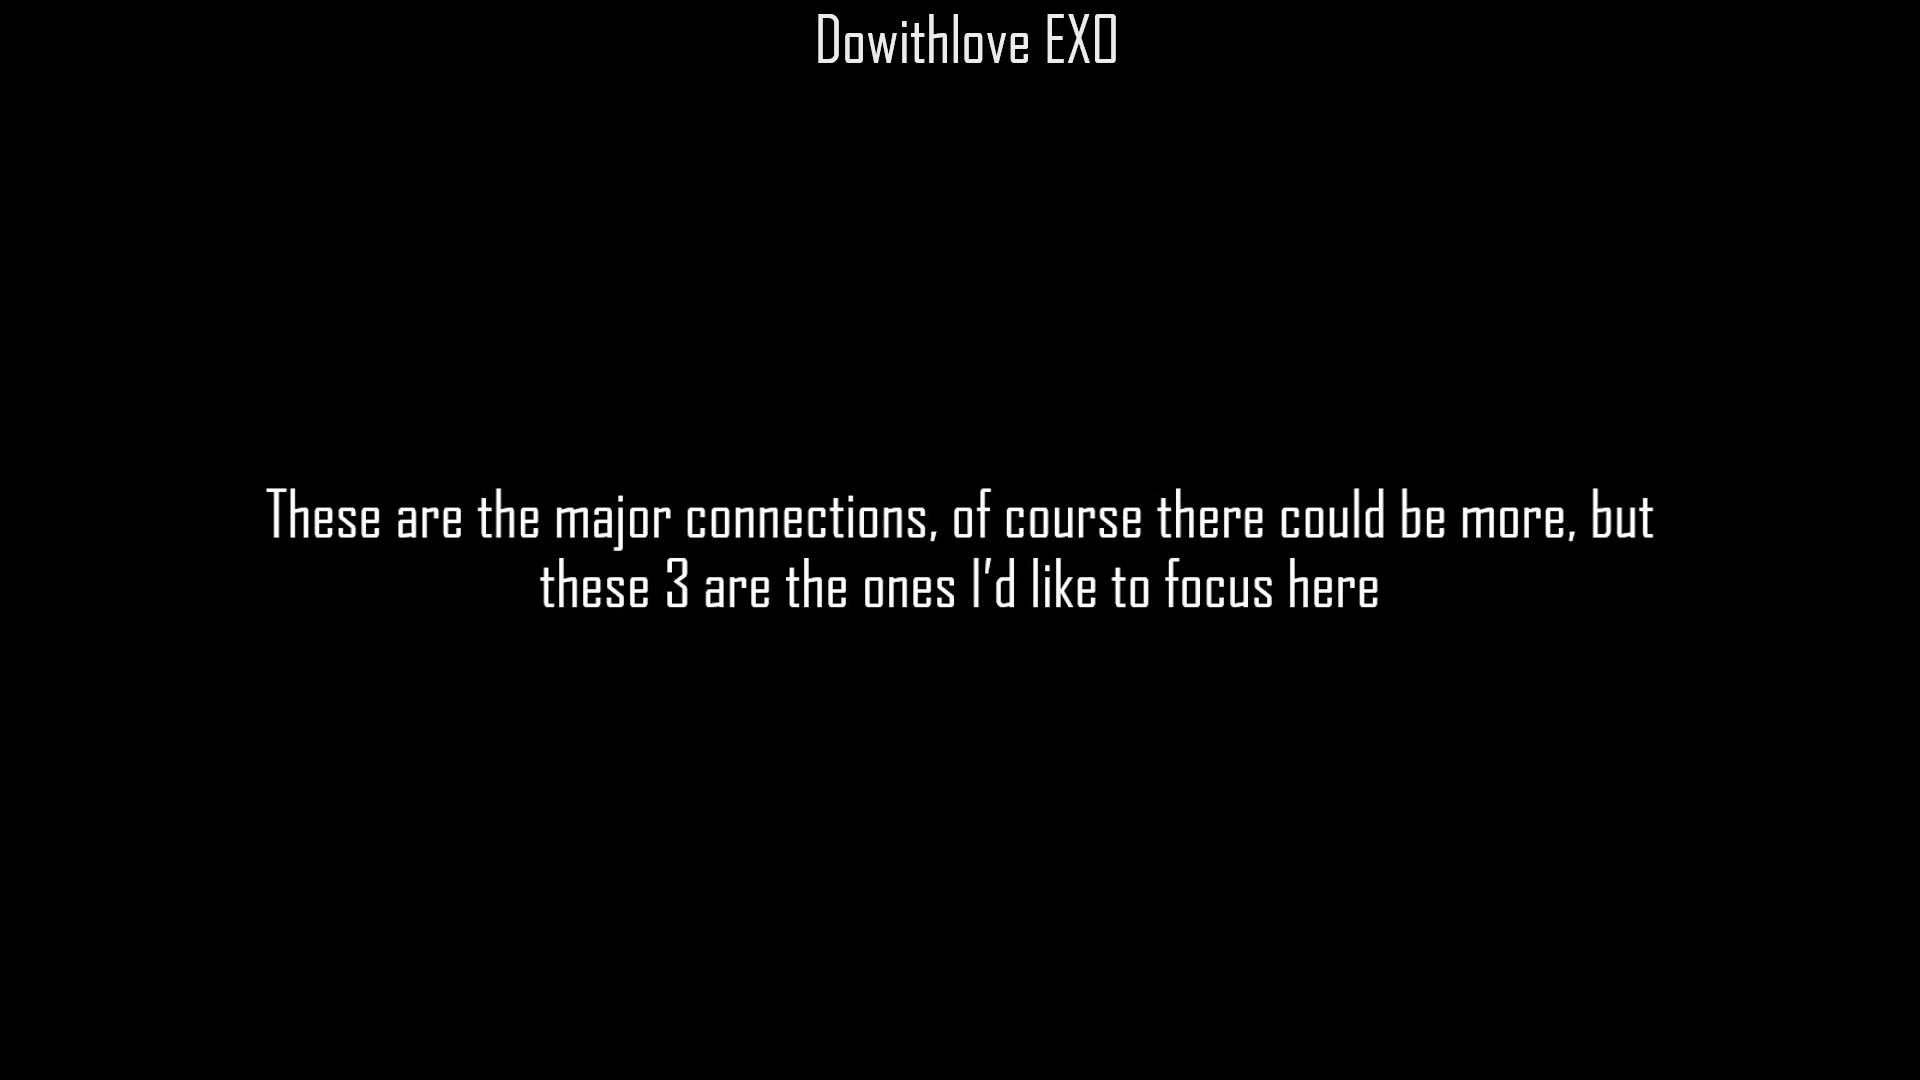 Dowithlove EXO
These are the major connections, of course there could be more, but
these 3 are the ones I'd like to focus here